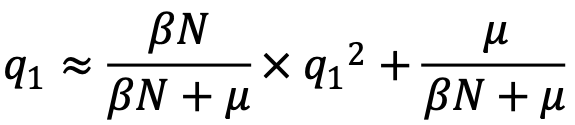 q₁ ≈ βN / (βN + μ) × q₁² + μ / (βN + μ)